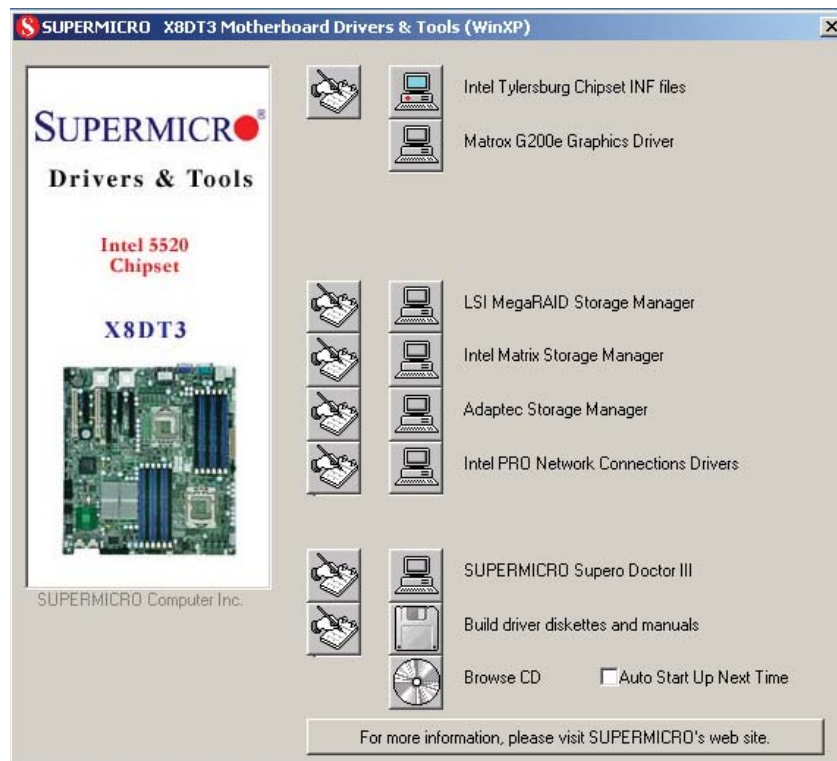 SUPERMICRO X8DT3 Motherboard Drivers & Tools (WinXP)
SUPERMICRO®
Drivers & Tools
Intel 5520
Chipset
X8DT3
SUPERMICRO Computer Inc.
Intel Tylersburg Chipset INF files
Matrox G200e Graphics Driver
LSI MegaRAID Storage Manager
Intel Matrix Storage Manager
Adaptec Storage Manager
Intel PRO Network Connections Drivers
SUPERMICRO Supero Doctor III
Build driver diskettes and manuals
Browse CD
Auto Start Up Next Time
For more information, please visit SUPERMICRO's web site.